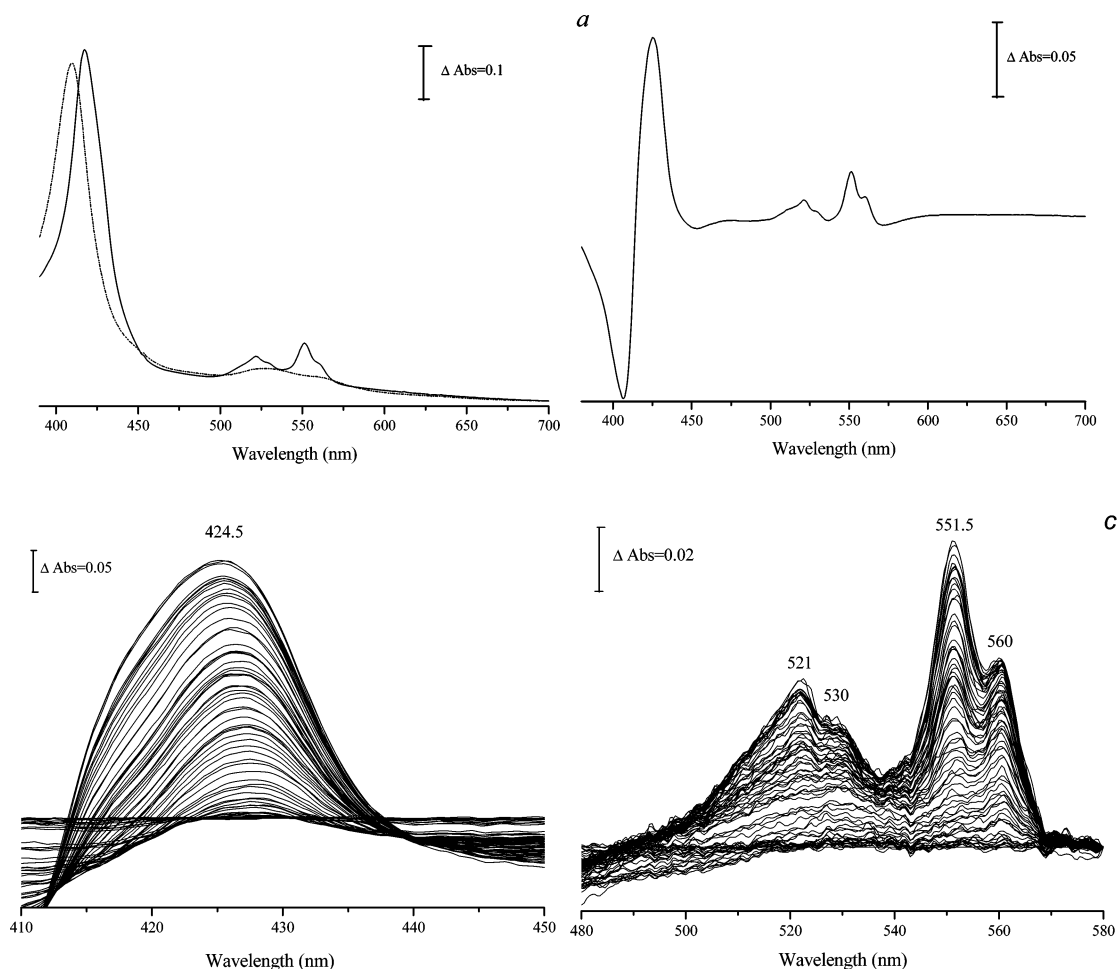 a
Δ Abs=0.1
400 450 500 550 600 650 700
Wavelength (nm)
Δ Abs=0.05
400 450 500 550 600 650 700
Wavelength (nm)
424.5
Δ Abs=0.05
410 420 430 440 450
Wavelength (nm)
c
551.5
Δ Abs=0.02
560
521
530
480 500 520 540 560 580
Wavelength (nm)